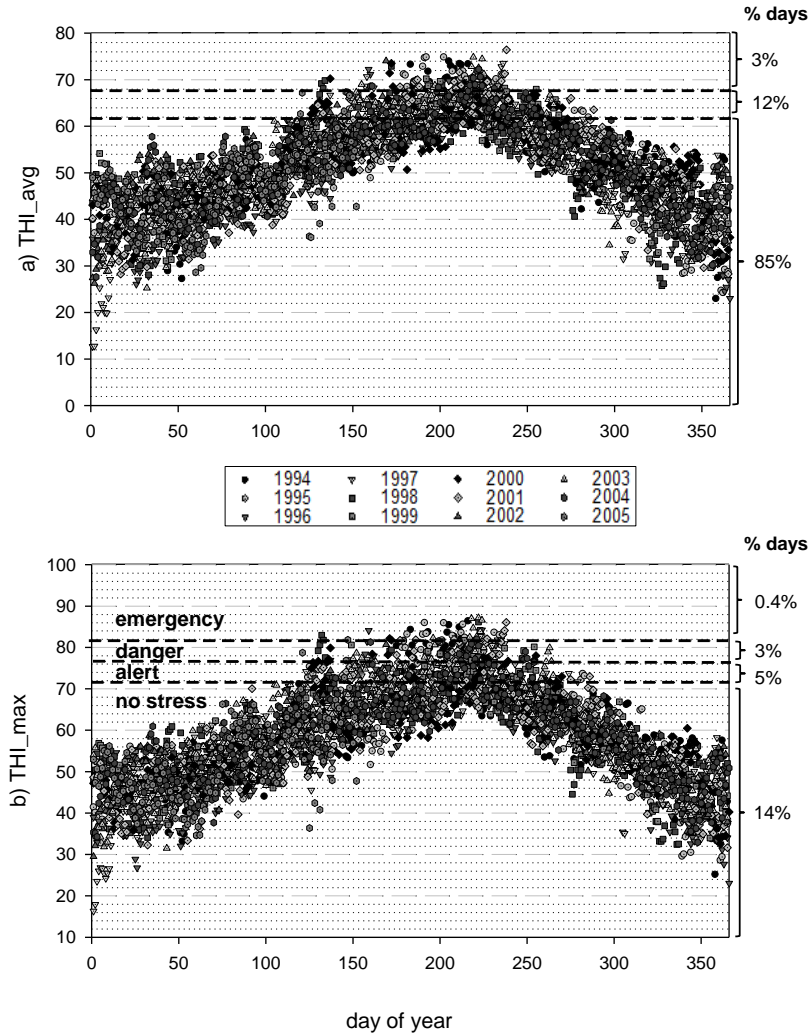 % days
80
70
60
50
40
30
20
10
0
a) THI_avg
3%
12%
85%
0 50 100 150 200 250 300 350
1994 1997 2000 2003
1995 1998 2001 2004
1996 1999 2002 2005
% days
100
90
80
70
60
50
40
30
20
10
b) THI_max
emergency
danger
alert
no stress
0.4%
3%
5%
14%
0 50 100 150 200 250 300 350
day of year